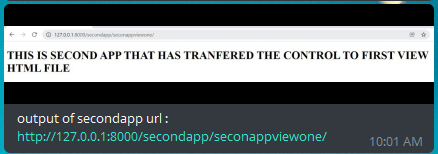 127.0.0.1:8000/secondapp/seconappviewone/
THIS IS SECOND APP THAT HAS TRANFERED THE CONTROL TO FIRST VIEW
HTML FILE
output of secondapp url :
http://127.0.0.1:8000/secondapp/seconappviewone/
10:01 AM